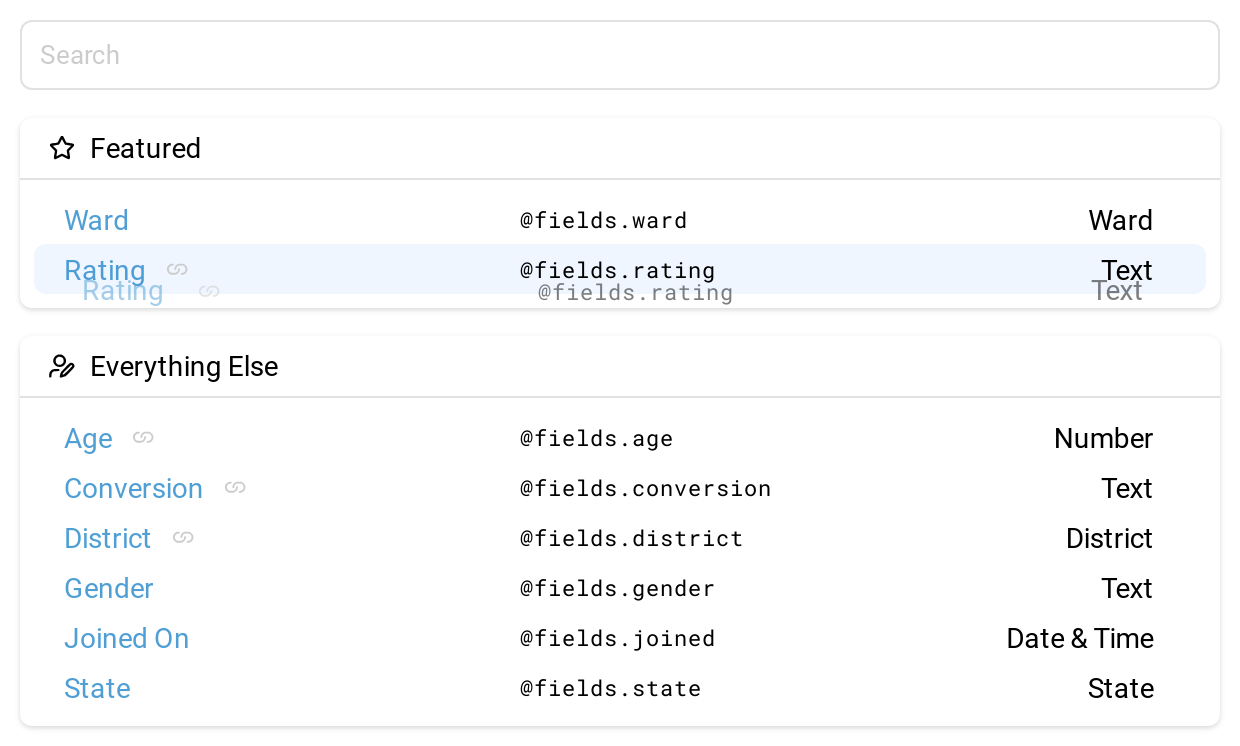 Search
Featured
Ward @fields.ward Ward
Rating @fields.rating Text
Rating @fields.rating Text
Everything Else
Age @fields.age Number
Conversion @fields.conversion Text
District @fields.district District
Gender @fields.gender Text
Joined On @fields.joined Date & Time
State @fields.state State